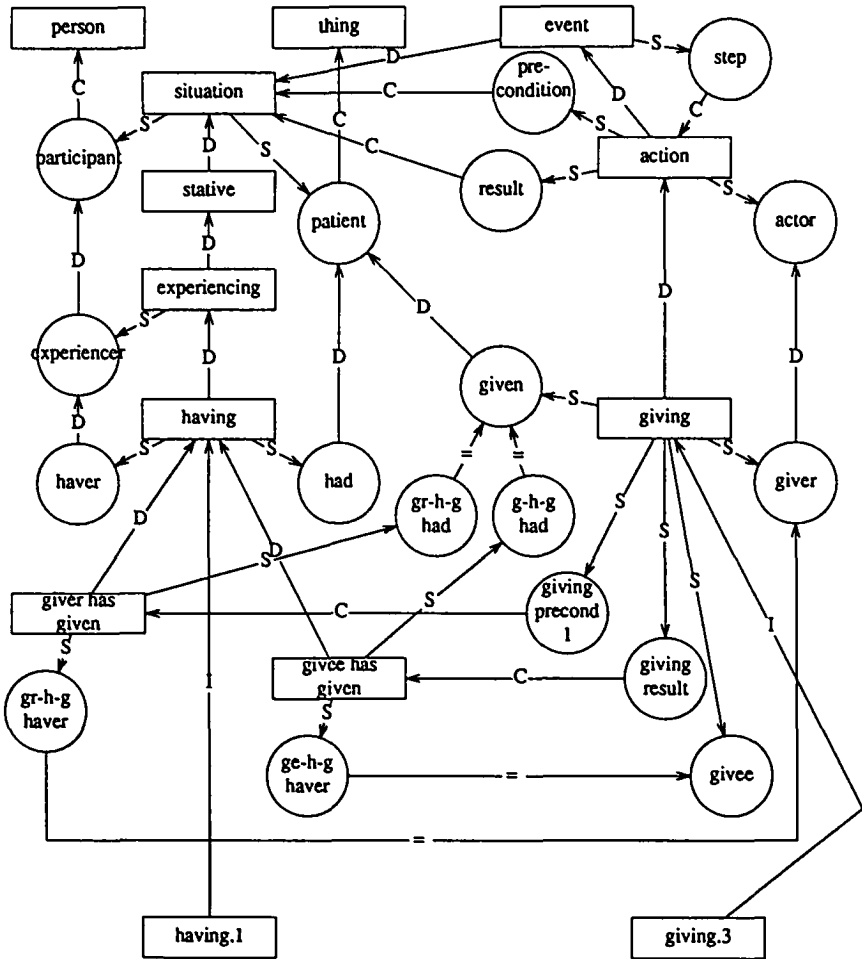 person
thing
event
S
step
D
pre-
condition
C
situation
C
D
C
S
C
S
action
participant
S
D
S
C
S
result
S
stative
patient
actor
D
D
experiencing
S
D
D
experiencer
D
D
given
D
D
having
S
giving
S
S
S
haver
had
=
=
giver
gr-h-g
had
g-h-g
had
S
D
D
S
S
S
giving
precond
1
giver has
given
C
S
I
S
givee has
given
C
giving
result
gr-h-g
haver
I
S
ge-h-g
haver
=
givee
=
having.1
giving.3